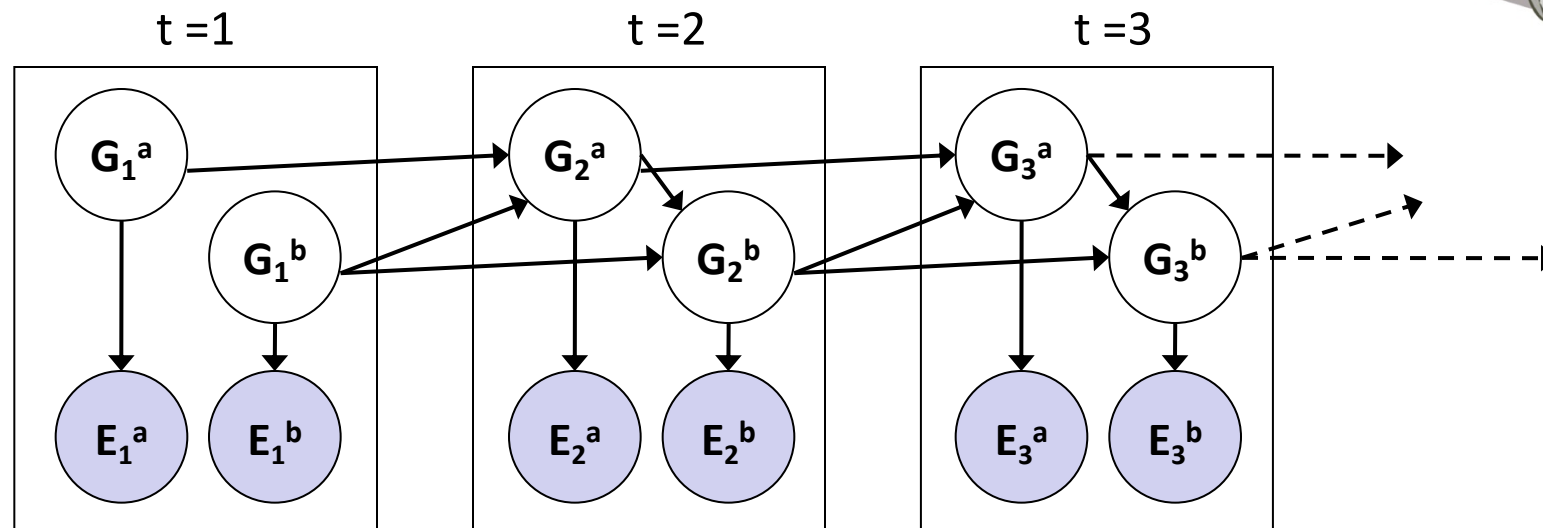 t =1 t =2 t =3
G₁ᵃ G₂ᵃ G₃ᵃ
G₁ᵇ G₂ᵇ G₃ᵇ
E₁ᵃ E₁ᵇ E₂ᵃ E₂ᵇ E₃ᵃ E₃ᵇ